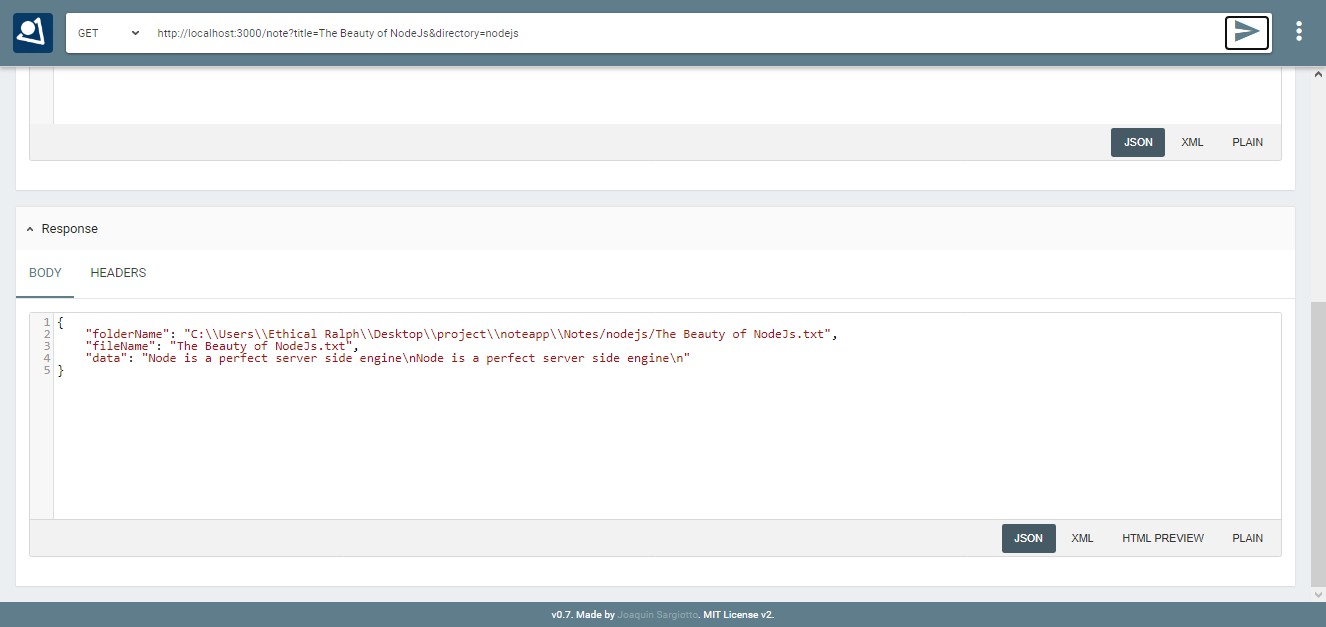 GET http://localhost:3000/note?title=The Beauty of NodeJs&directory=nodejs
JSON XML PLAIN
Response
BODY HEADERS
1 {
2 "folderName": "C:\\Users\\Ethical Ralph\\Desktop\\project\\noteapp\\Notes/nodejs/The Beauty of NodeJs.txt",
3 "fileName": "The Beauty of NodeJs.txt",
4 "data": "Node is a perfect server side engine\nNode is a perfect server side engine\n"
5 }
JSON XML HTML PREVIEW PLAIN
v0.7. Made by Joaquin Sargiotto. MIT License v2.